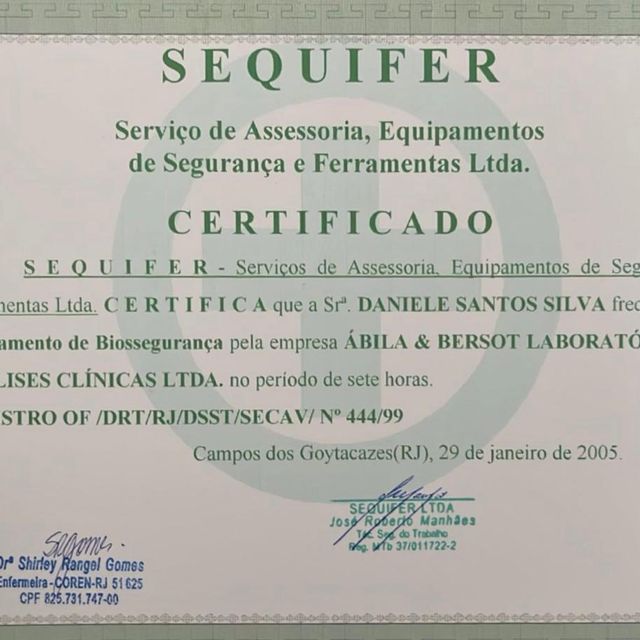 SEQUIFER
Serviço de Assessoria, Equipamentos
de Segurança e Ferramentas Ltda.
CERTIFICADO
SEQUIFER - Serviços de Assessoria, Equipamentos de Seg
mentas Ltda. CERTIFICA que a Srª. DANIELE SANTOS SILVA freq
amento de Biossegurança pela empresa ÁBILA & BERSOT LABORATÓ
LISES CLÍNICAS LTDA. no período de sete horas.
STRO OF /DRT/RJ/DSST/SECAV/ Nº 444/99
Campos dos Goytacazes(RJ), 29 de janeiro de 2005.
SEQUIFER LTDA
José Roberto Manhães
Téc. Seg. do Trabalho
Reg. MTb 37/011722-2
Drª Shirley Rangel Gomes
Enfermeira - COREN-RJ 51625
CPF 825.731.747-00